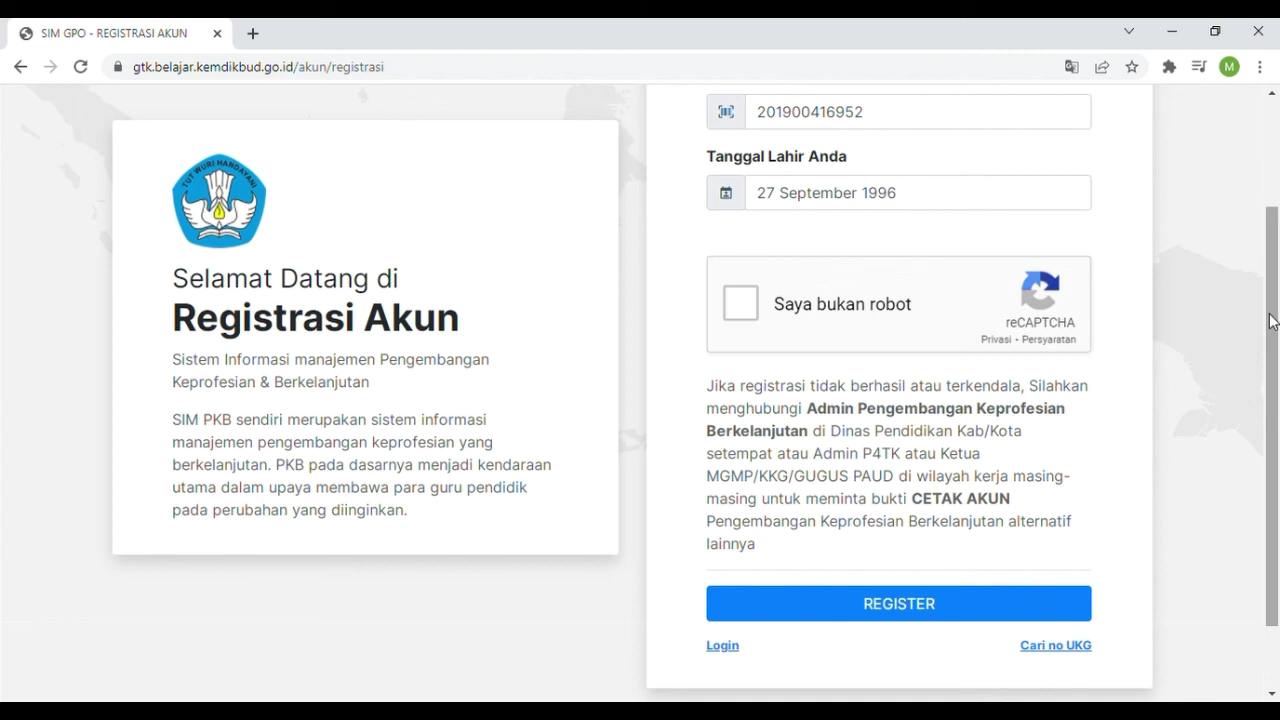 SIM GPO - REGISTRASI AKUN
gtk.belajar.kemdikbud.go.id/akun/registrasi
M
TUT WURI HANDAYANI
Selamat Datang di
Registrasi Akun
Sistem Informasi manajemen Pengembangan
Keprofesian & Berkelanjutan
SIM PKB sendiri merupakan sistem informasi
manajemen pengembangan keprofesian yang
berkelanjutan. PKB pada dasarnya menjadi kendaraan
utama dalam upaya membawa para guru pendidik
pada perubahan yang diinginkan.
201900416952
Tanggal Lahir Anda
27 September 1996
Saya bukan robot
reCAPTCHA
Privasi - Persyaratan
Jika registrasi tidak berhasil atau terkendala, Silahkan
menghubungi Admin Pengembangan Keprofesian
Berkelanjutan di Dinas Pendidikan Kab/Kota
setempat atau Admin P4TK atau Ketua
MGMP/KKG/GUGUS PAUD di wilayah kerja masing-
masing untuk meminta bukti CETAK AKUN
Pengembangan Keprofesian Berkelanjutan alternatif
lainnya
REGISTER
Login
Cari no UKG